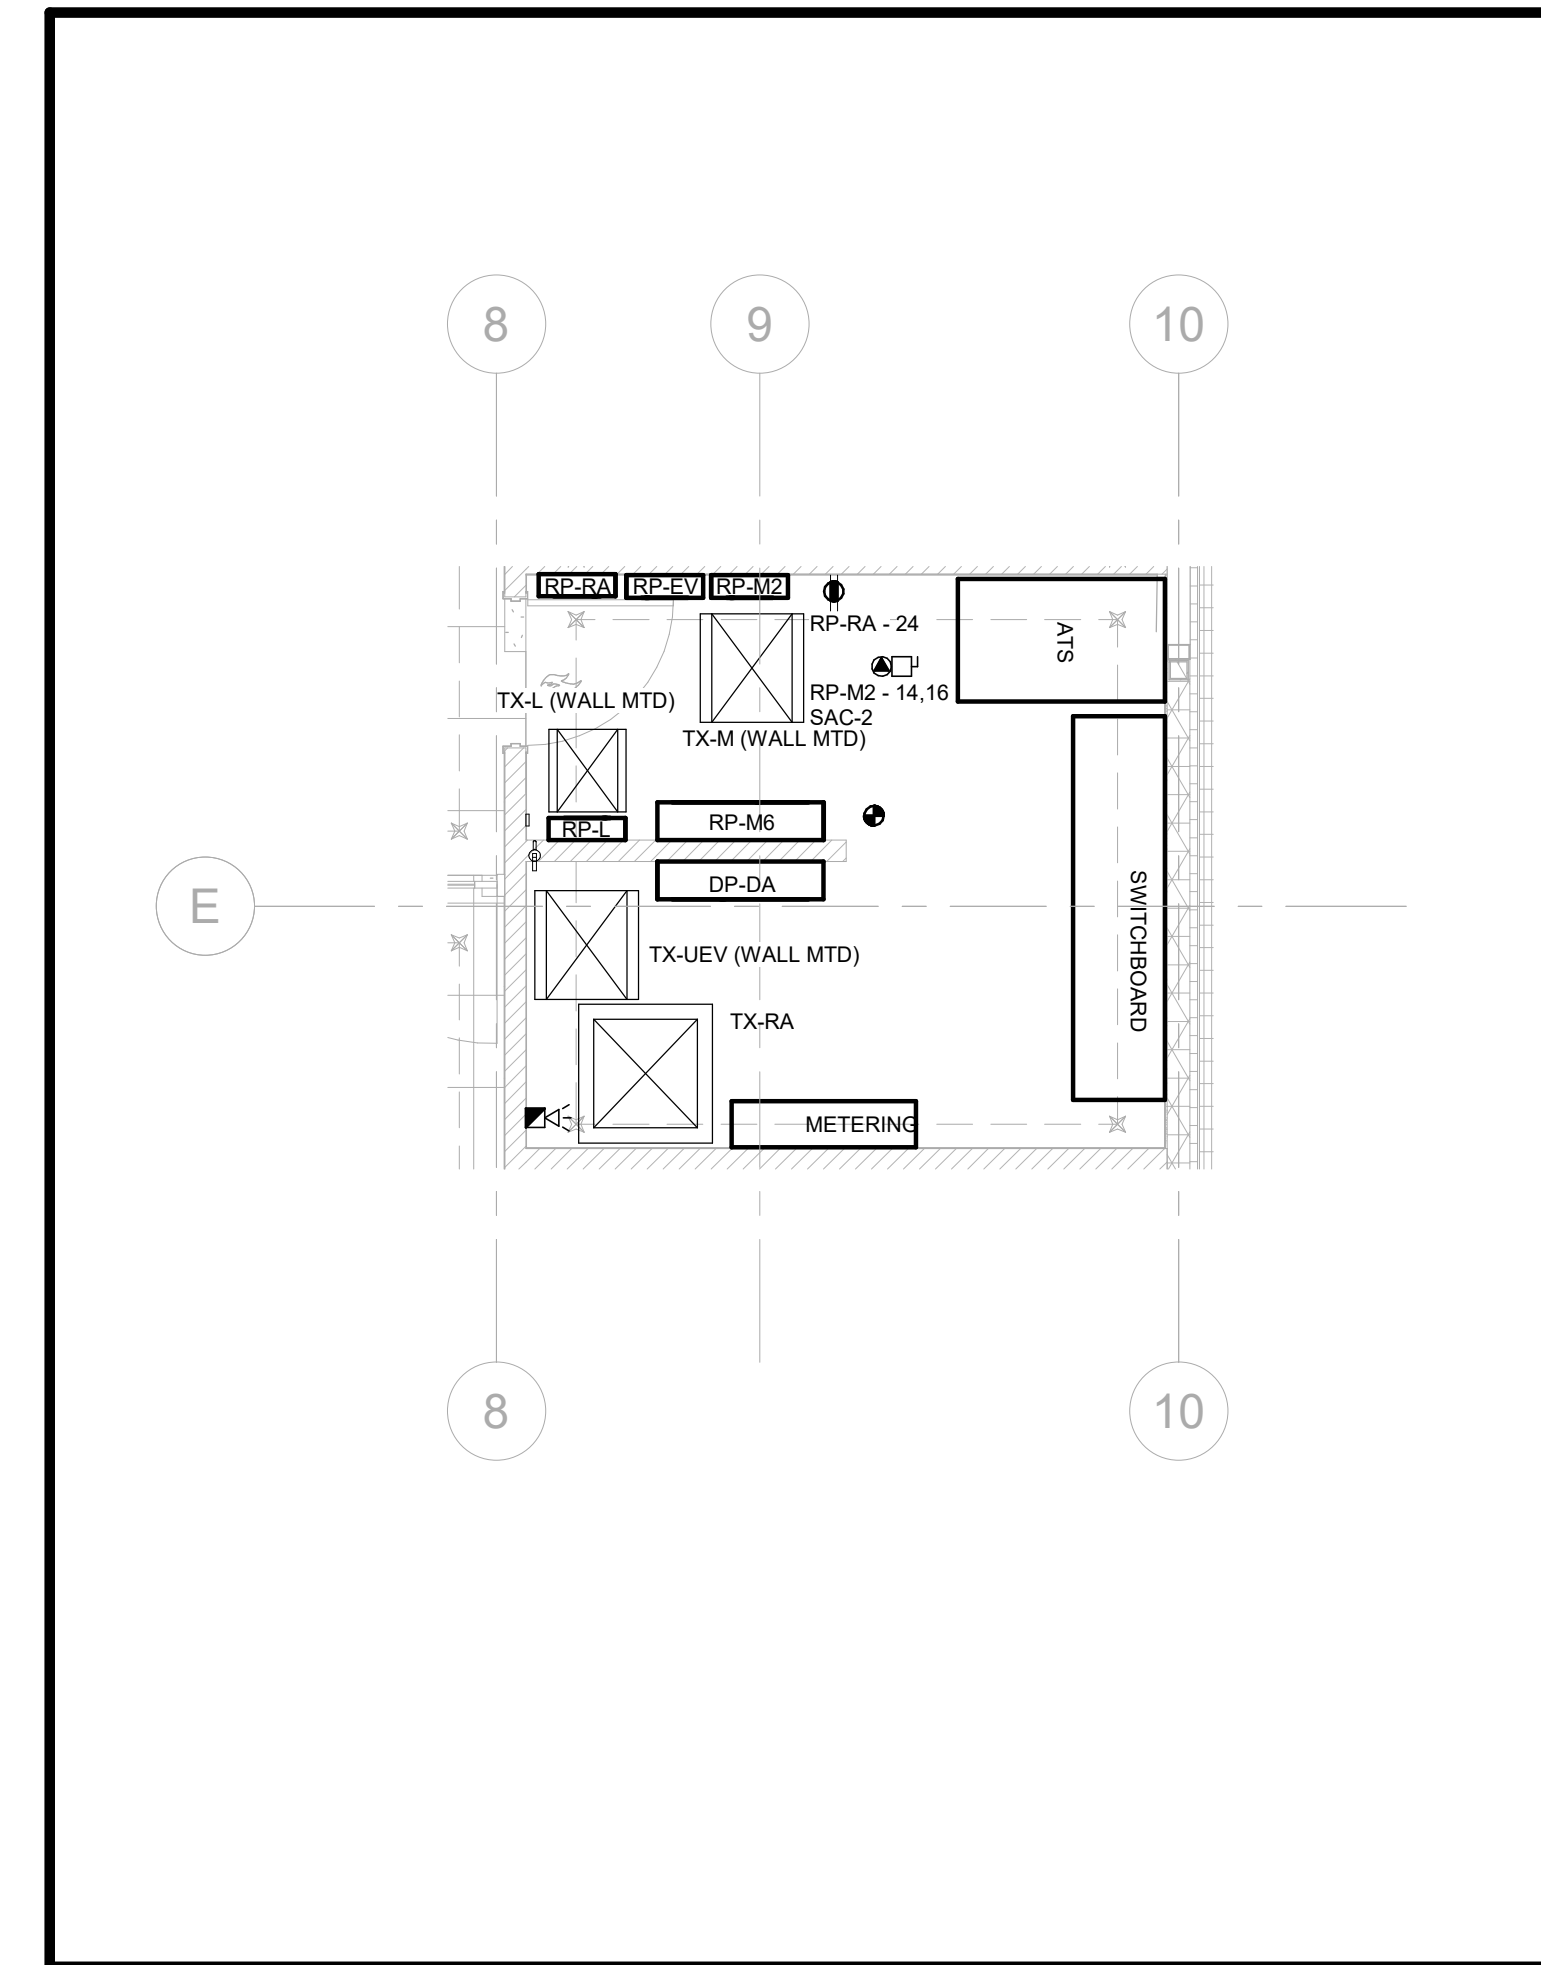 8
9
10
RP-RA
RP-EV
RP-M2
RP-RA - 24
ATS
RP-M2 - 14,16
SAC-2
TX-L (WALL MTD)
TX-M (WALL MTD)
RP-M6
RP-L
DP-DA
SWITCHBOARD
E
TX-UEV (WALL MTD)
TX-RA
METERING
8
10